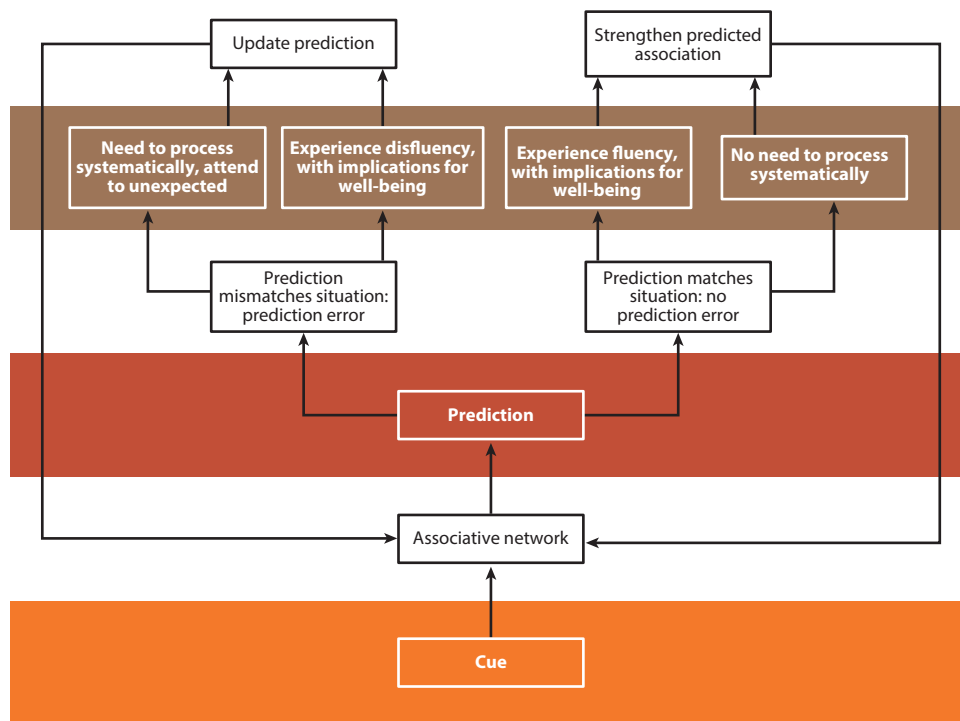 Update prediction
Strengthen predicted
association
Need to process
systematically, attend
to unexpected
Experience disfluency,
with implications for
well-being
Experience fluency,
with implications for
well-being
No need to process
systematically
Prediction
mismatches situation:
prediction error
Prediction matches
situation: no
prediction error
Prediction
Associative network
Cue